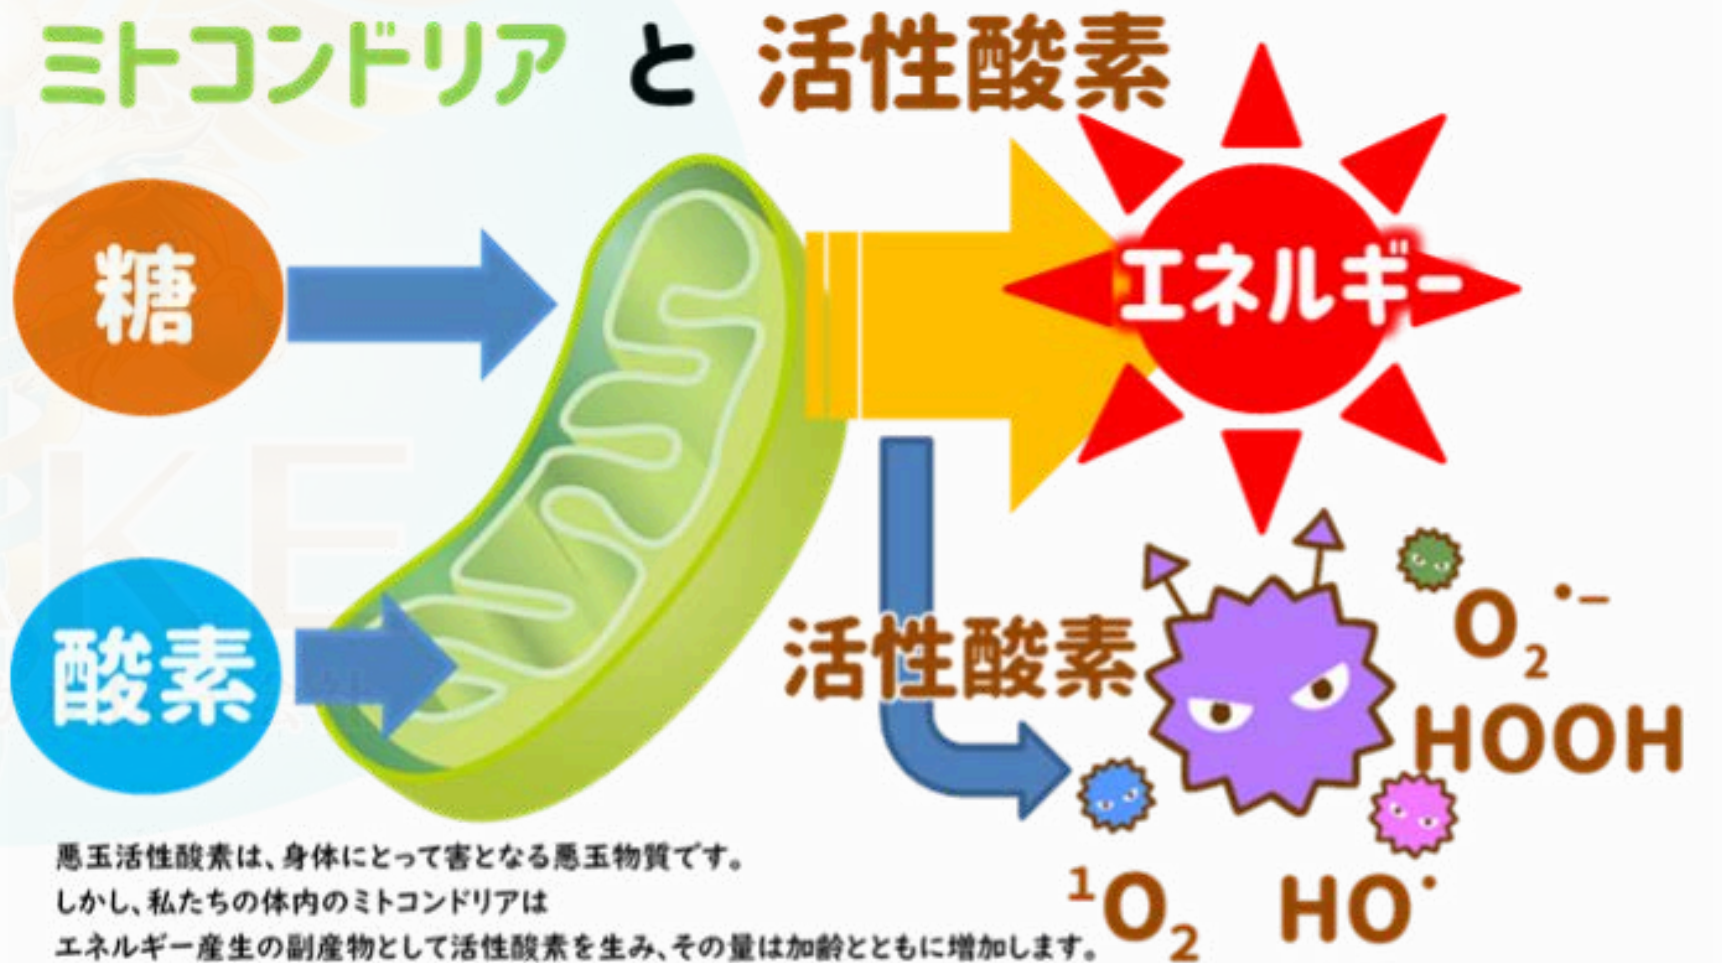 ミトコンドリア と 活性酸素
糖
エネルギー
酸素
活性酸素
O₂•−
HOOH
¹O₂
HO•
悪玉活性酸素は、身体にとって害となる悪玉物質です。
しかし、私たちの体内のミトコンドリアは
エネルギー産生の副産物として活性酸素を生み、その量は加齢とともに増加します。